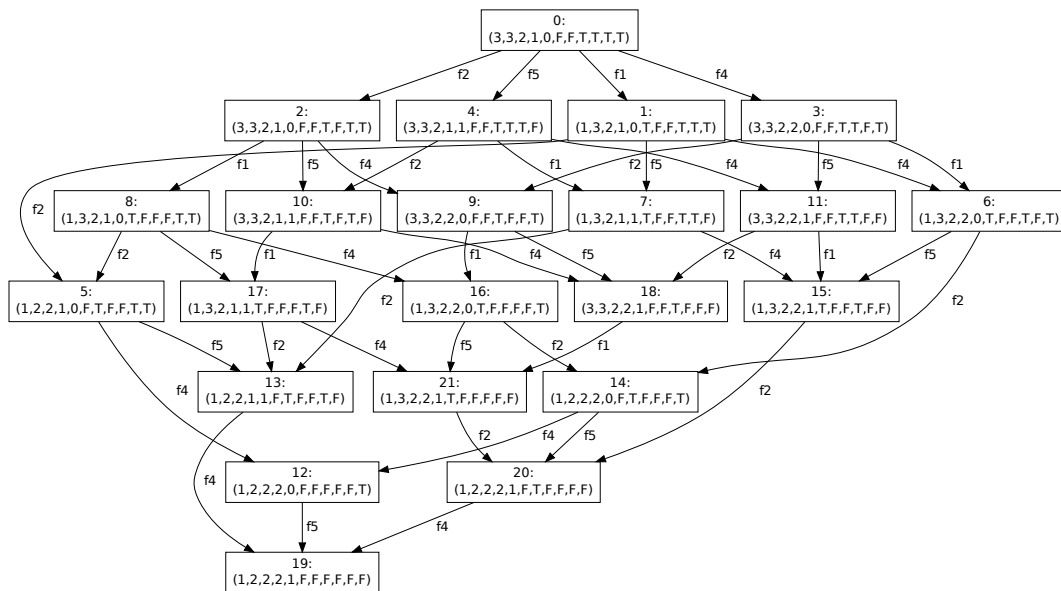 0:
(3,3,2,1,0,F,F,T,T,T,T)
f2
f5
f1
f4
2:
(3,3,2,1,0,F,F,T,F,T,T)
4:
(3,3,2,1,1,F,F,T,T,T,F)
1:
(1,3,2,1,0,T,F,F,T,T,T)
3:
(3,3,2,2,0,F,F,T,T,F,T)
f1
f5
f4
f2
f1
f2
f5
f4
f4
f5
f1
f2
8:
(1,3,2,1,0,T,F,F,F,T,T)
10:
(3,3,2,1,1,F,F,T,F,T,F)
9:
(3,3,2,2,0,F,F,T,F,F,T)
7:
(1,3,2,1,1,T,F,F,T,T,F)
11:
(3,3,2,2,1,F,F,T,T,F,F)
6:
(1,3,2,2,0,T,F,F,T,F,T)
f2
f5
f4
f1
f4
f1
f5
f2
f4
f2
f1
f5
f2
5:
(1,2,2,1,0,F,T,F,F,T,T)
17:
(1,3,2,1,1,T,F,F,F,T,F)
16:
(1,3,2,2,0,T,F,F,F,F,T)
18:
(3,3,2,2,1,F,F,T,F,F,F)
15:
(1,3,2,2,1,T,F,F,T,F,F)
f5
f2
f4
f5
f2
f1
f4
f2
13:
(1,2,2,1,1,F,T,F,F,T,F)
21:
(1,3,2,2,1,T,F,F,F,F,F)
14:
(1,2,2,2,0,F,T,F,F,F,T)
f4
f2
f4
f5
12:
(1,2,2,2,0,F,F,F,F,F,T)
20:
(1,2,2,2,1,F,T,F,F,F,F)
f5
f4
19:
(1,2,2,2,1,F,F,F,F,F,F)